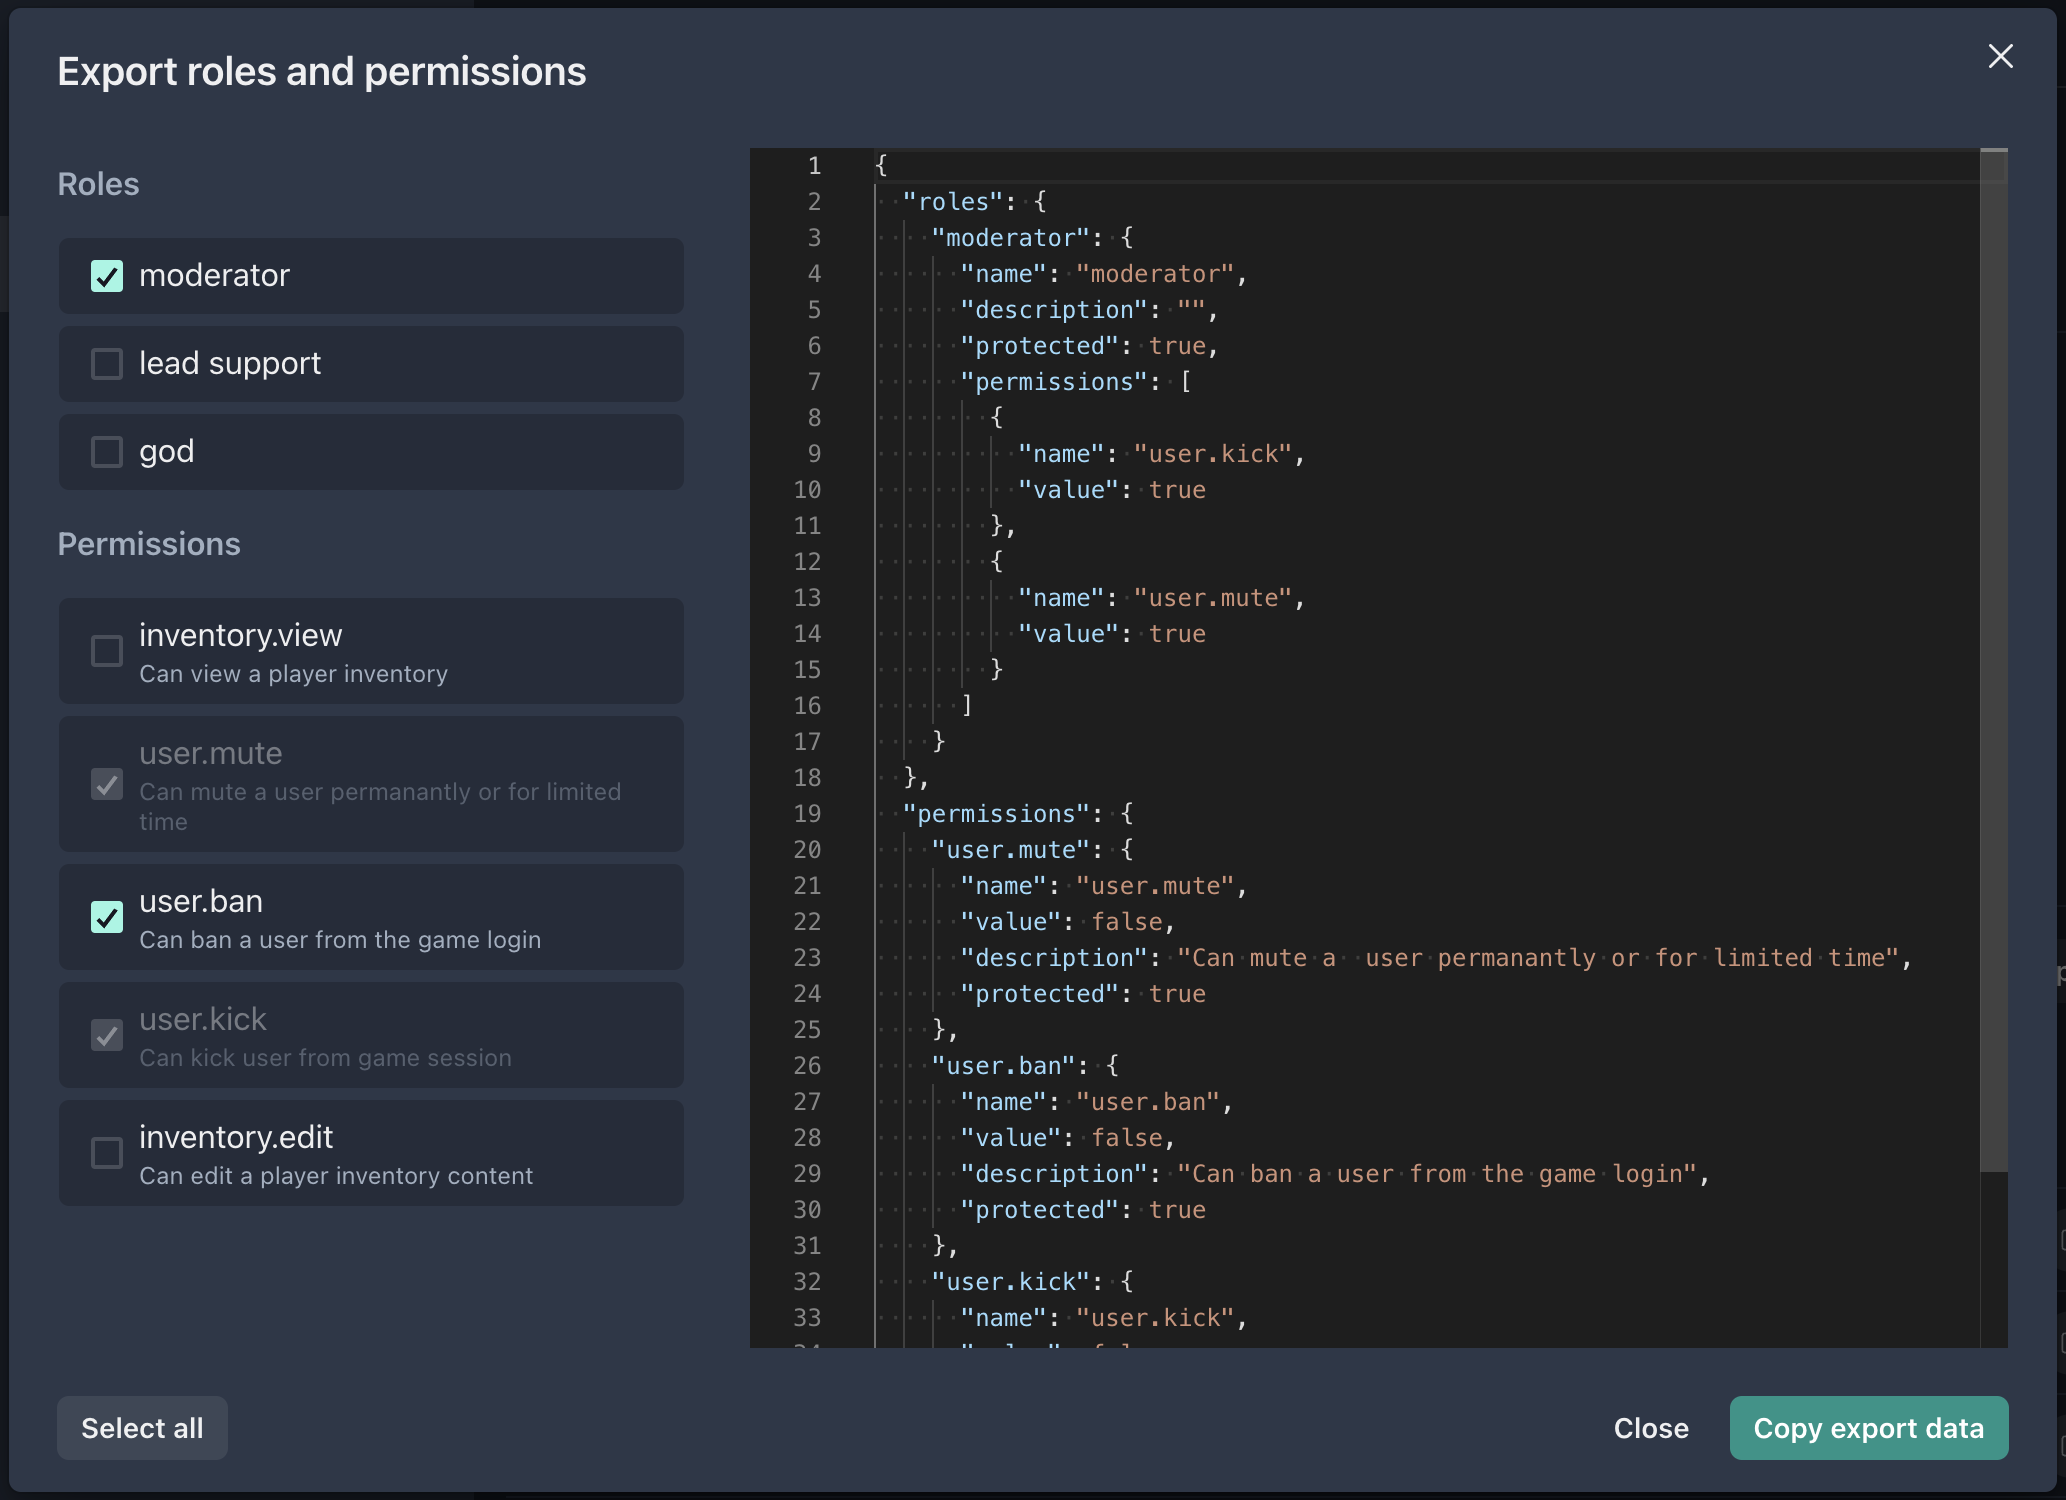 Export roles and permissions
Roles
moderator
lead support
god
Permissions
inventory.view
Can view a player inventory
user.mute
Can mute a user permanantly or for limited
time
user.ban
Can ban a user from the game login
user.kick
Can kick user from game session
inventory.edit
Can edit a player inventory content
1 {
2 "roles": {
3 "moderator": {
4 "name": "moderator",
5 "description": "",
6 "protected": true,
7 "permissions": [
8 {
9 "name": "user.kick",
10 "value": true
11 },
12 {
13 "name": "user.mute",
14 "value": true
15 }
16 ]
17 }
18 },
19 "permissions": {
20 "user.mute": {
21 "name": "user.mute",
22 "value": false,
23 "description": "Can mute a  user permanantly or for limited time",
24 "protected": true
25 },
26 "user.ban": {
27 "name": "user.ban",
28 "value": false,
29 "description": "Can ban a user from the game login",
30 "protected": true
31 },
32 "user.kick": {
33 "name": "user.kick",
Select all
Close
Copy export data